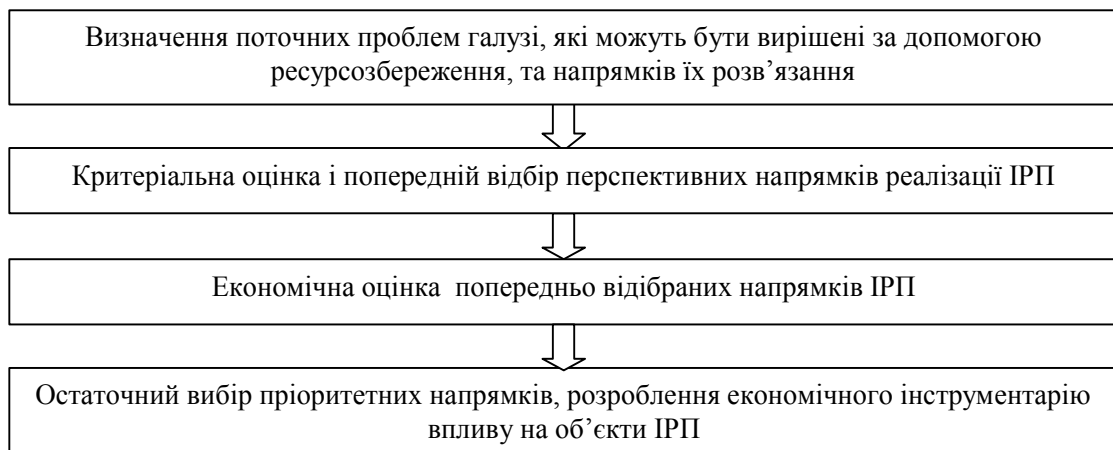 Визначення поточних проблем галузі, які можуть бути вирішені за допомогою
ресурсозбереження, та напрямків їх розв’язання
Критеріальна оцінка і попередній відбір перспективних напрямків реалізації ІРП
Економічна оцінка попередньо відібраних напрямків ІРП
Остаточний вибір пріоритетних напрямків, розроблення економічного інструментарію
впливу на об’єкти ІРП